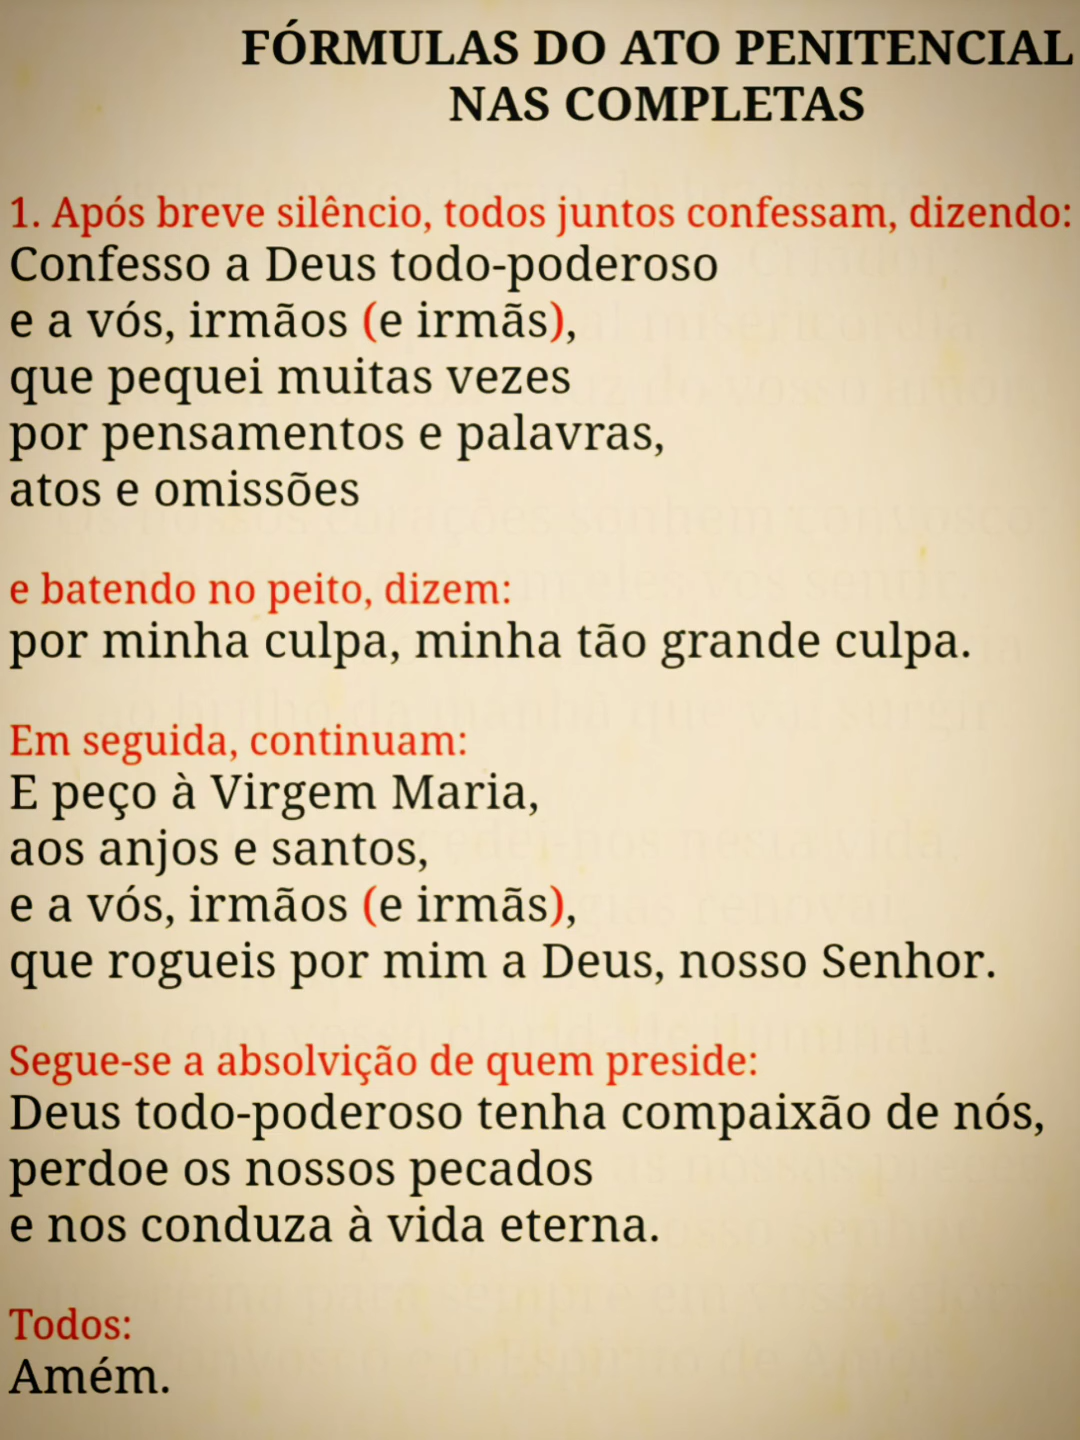 FÓRMULAS DO ATO PENITENCIAL
NAS COMPLETAS
1. Após breve silêncio, todos juntos confessam, dizendo:
Confesso a Deus todo-poderoso
e a vós, irmãos (e irmãs),
que pequei muitas vezes
por pensamentos e palavras,
atos e omissões
e batendo no peito, dizem:
por minha culpa, minha tão grande culpa.
Em seguida, continuam:
E peço à Virgem Maria,
aos anjos e santos,
e a vós, irmãos (e irmãs),
que rogueis por mim a Deus, nosso Senhor.
Segue-se a absolvição de quem preside:
Deus todo-poderoso tenha compaixão de nós,
perdoe os nossos pecados
e nos conduza à vida eterna.
Todos:
Amém.